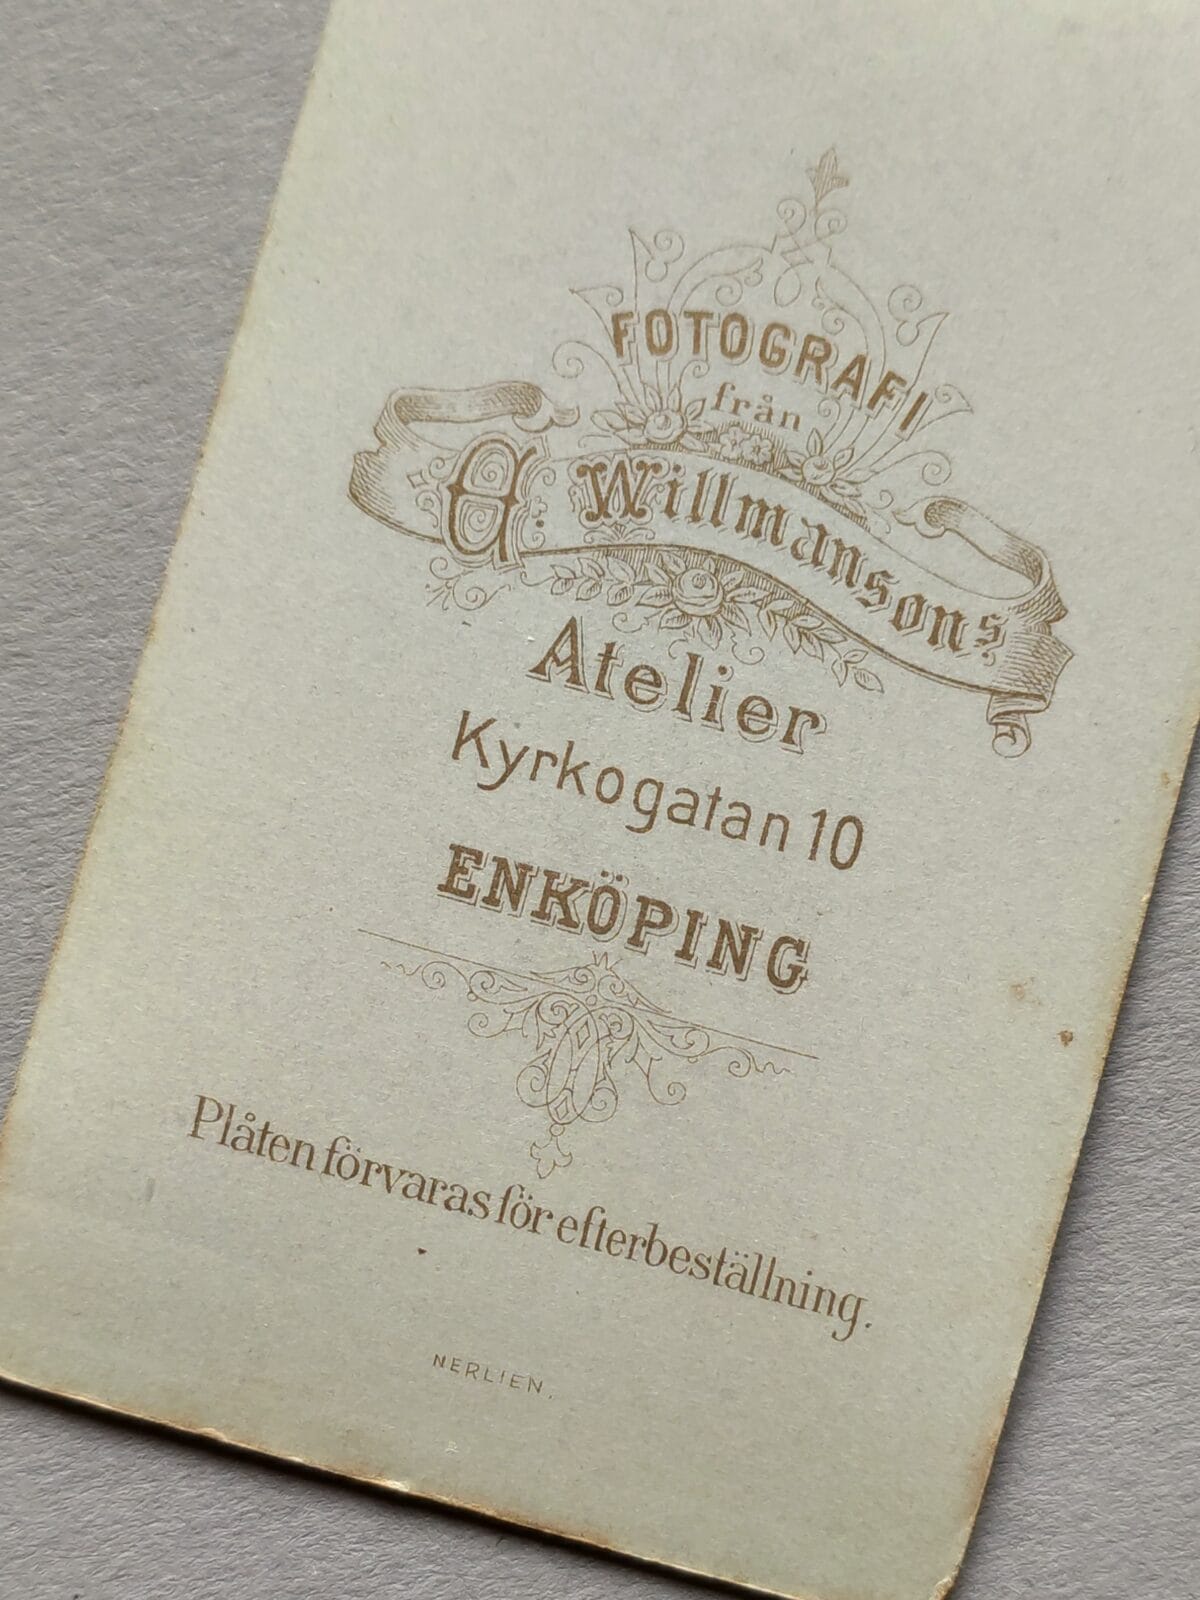 FOTOGRAFI
från
A. Willmansons
Atelier
Kyrkogatan 10
ENKÖPING
Plåten förvaras för efterbeställning.
NERLIEN.